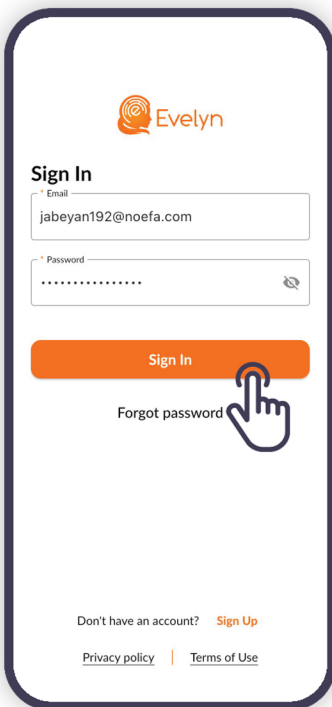 Evelyn
Sign In
* Email
jabeyan192@noefa.com
* Password
••••••••••••••••
Sign In
Forgot password
Don't have an account? Sign Up
Privacy policy | Terms of Use